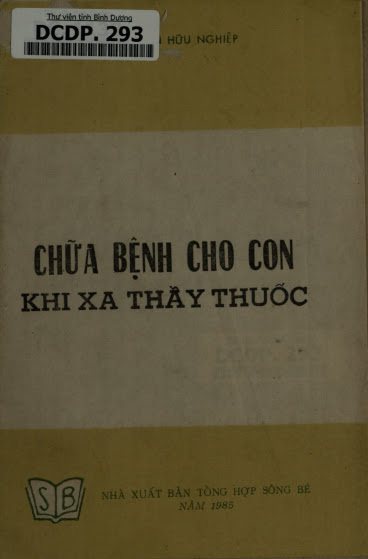 Thư viện tỉnh Bình Dương
DCDP. 293
HỮU NGHIỆP
CHỮA BỆNH CHO CON
KHI XA THẦY THUỐC
SB
NHÀ XUẤT BẢN TỔNG HỢP SÔNG BÉ
NĂM 1985